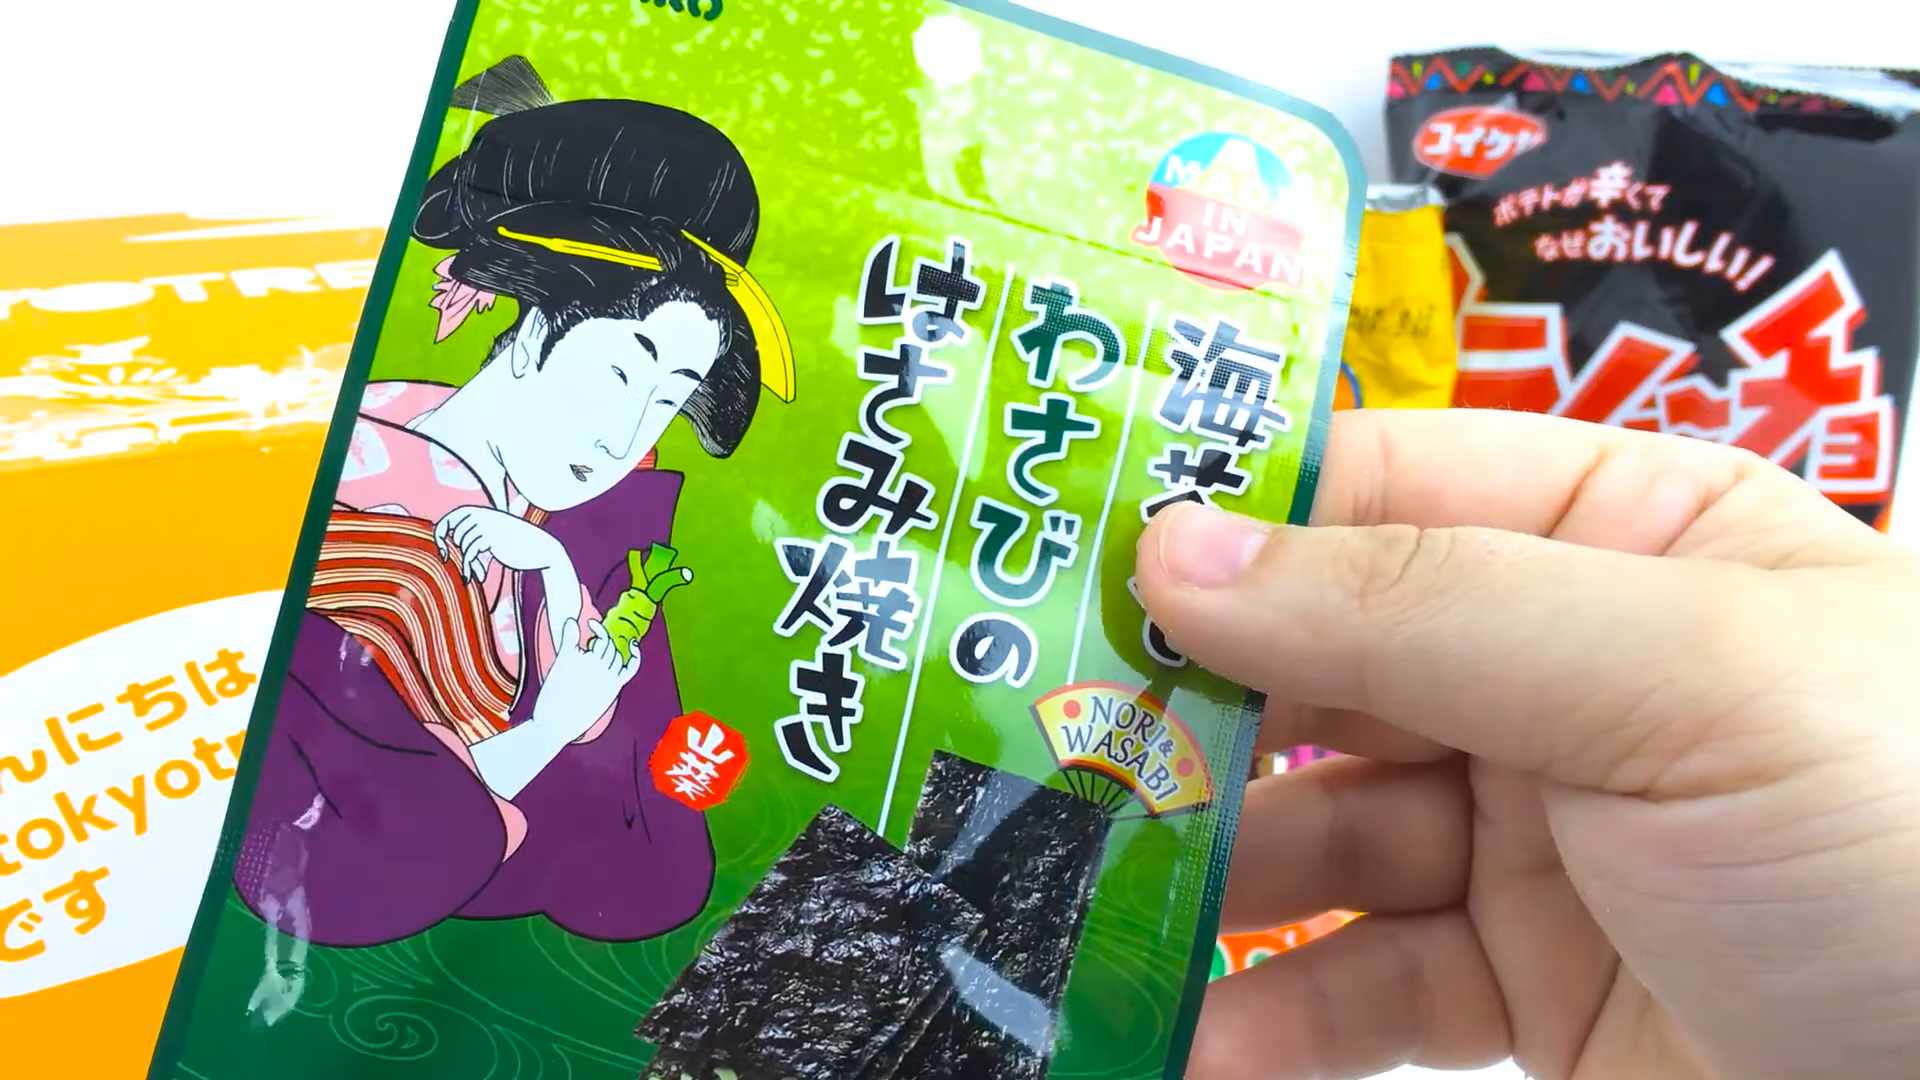 MADE
IN
JAPAN
海苔の
わさびの
はさみ焼き
NORI&
WASABI
山葵
コイケヤ
ポテトが辛くて
なぜおいしい!
んにちは
tokyotr
です